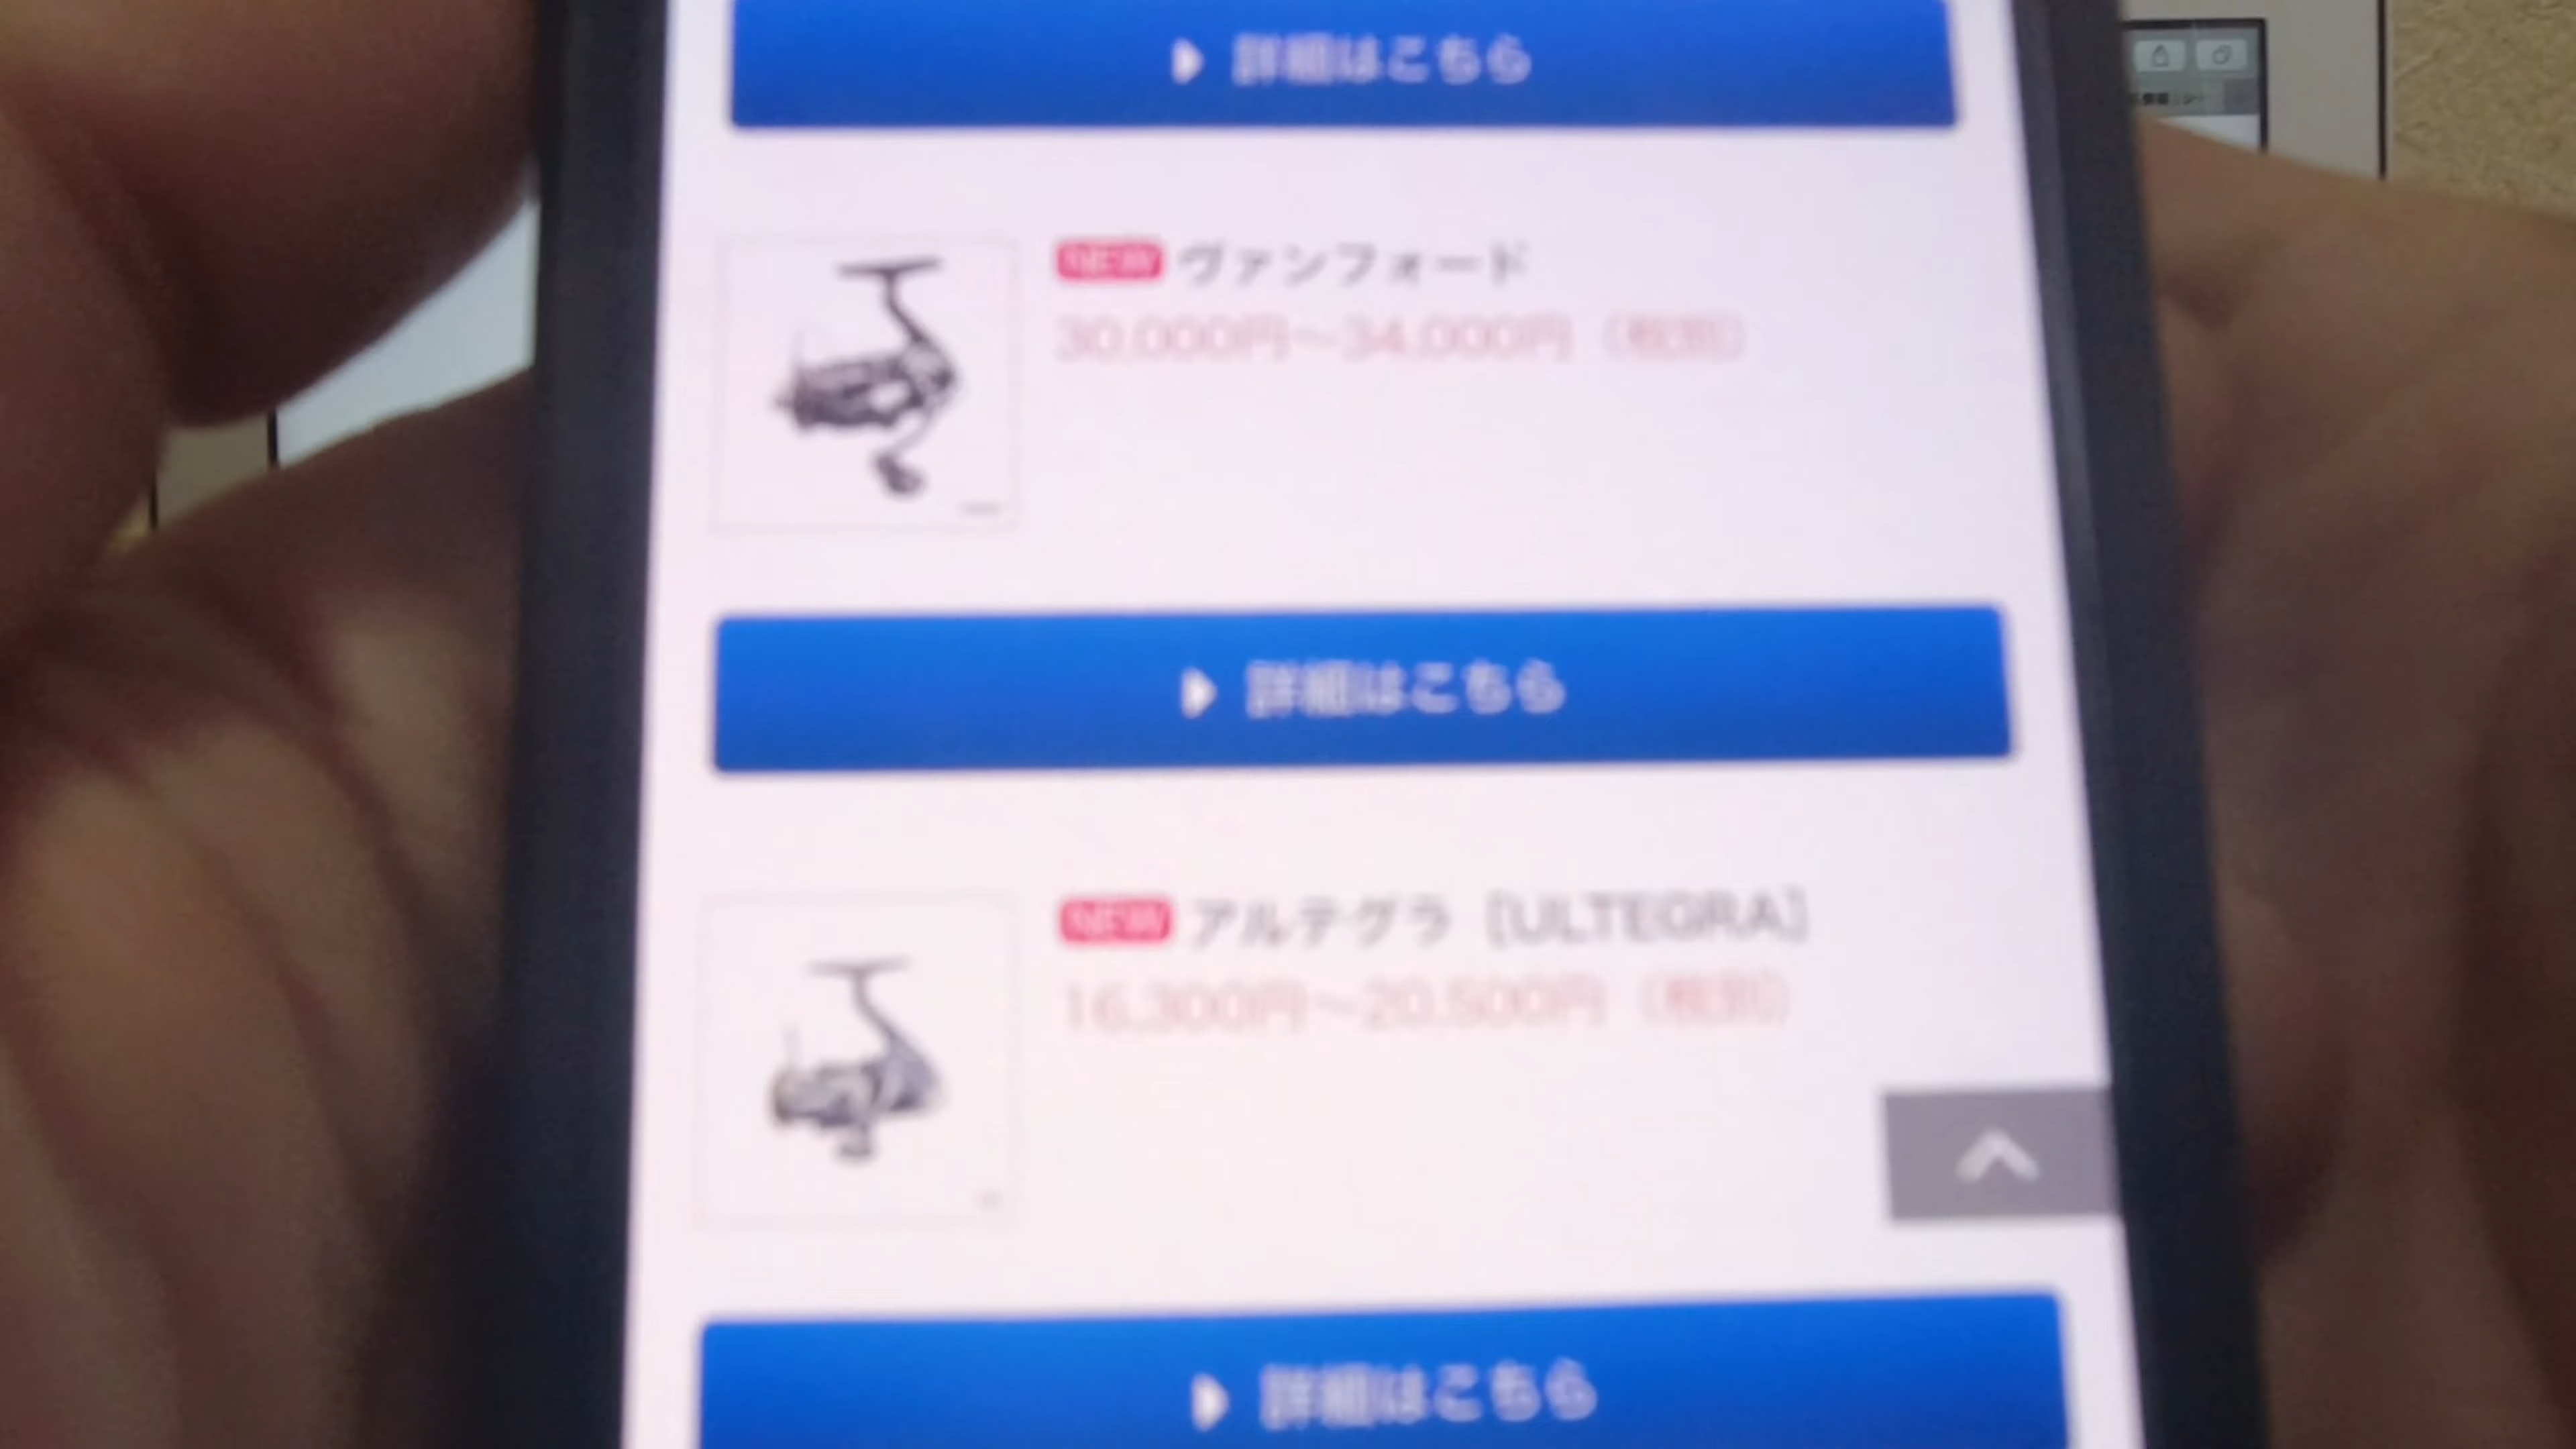 詳細はこちら
NEW ヴァンフォード
30,000円～34,000円（税別）
詳細はこちら
NEW アルテグラ [ULTEGRA]
16,300円～20,500円（税別）
詳細はこちら